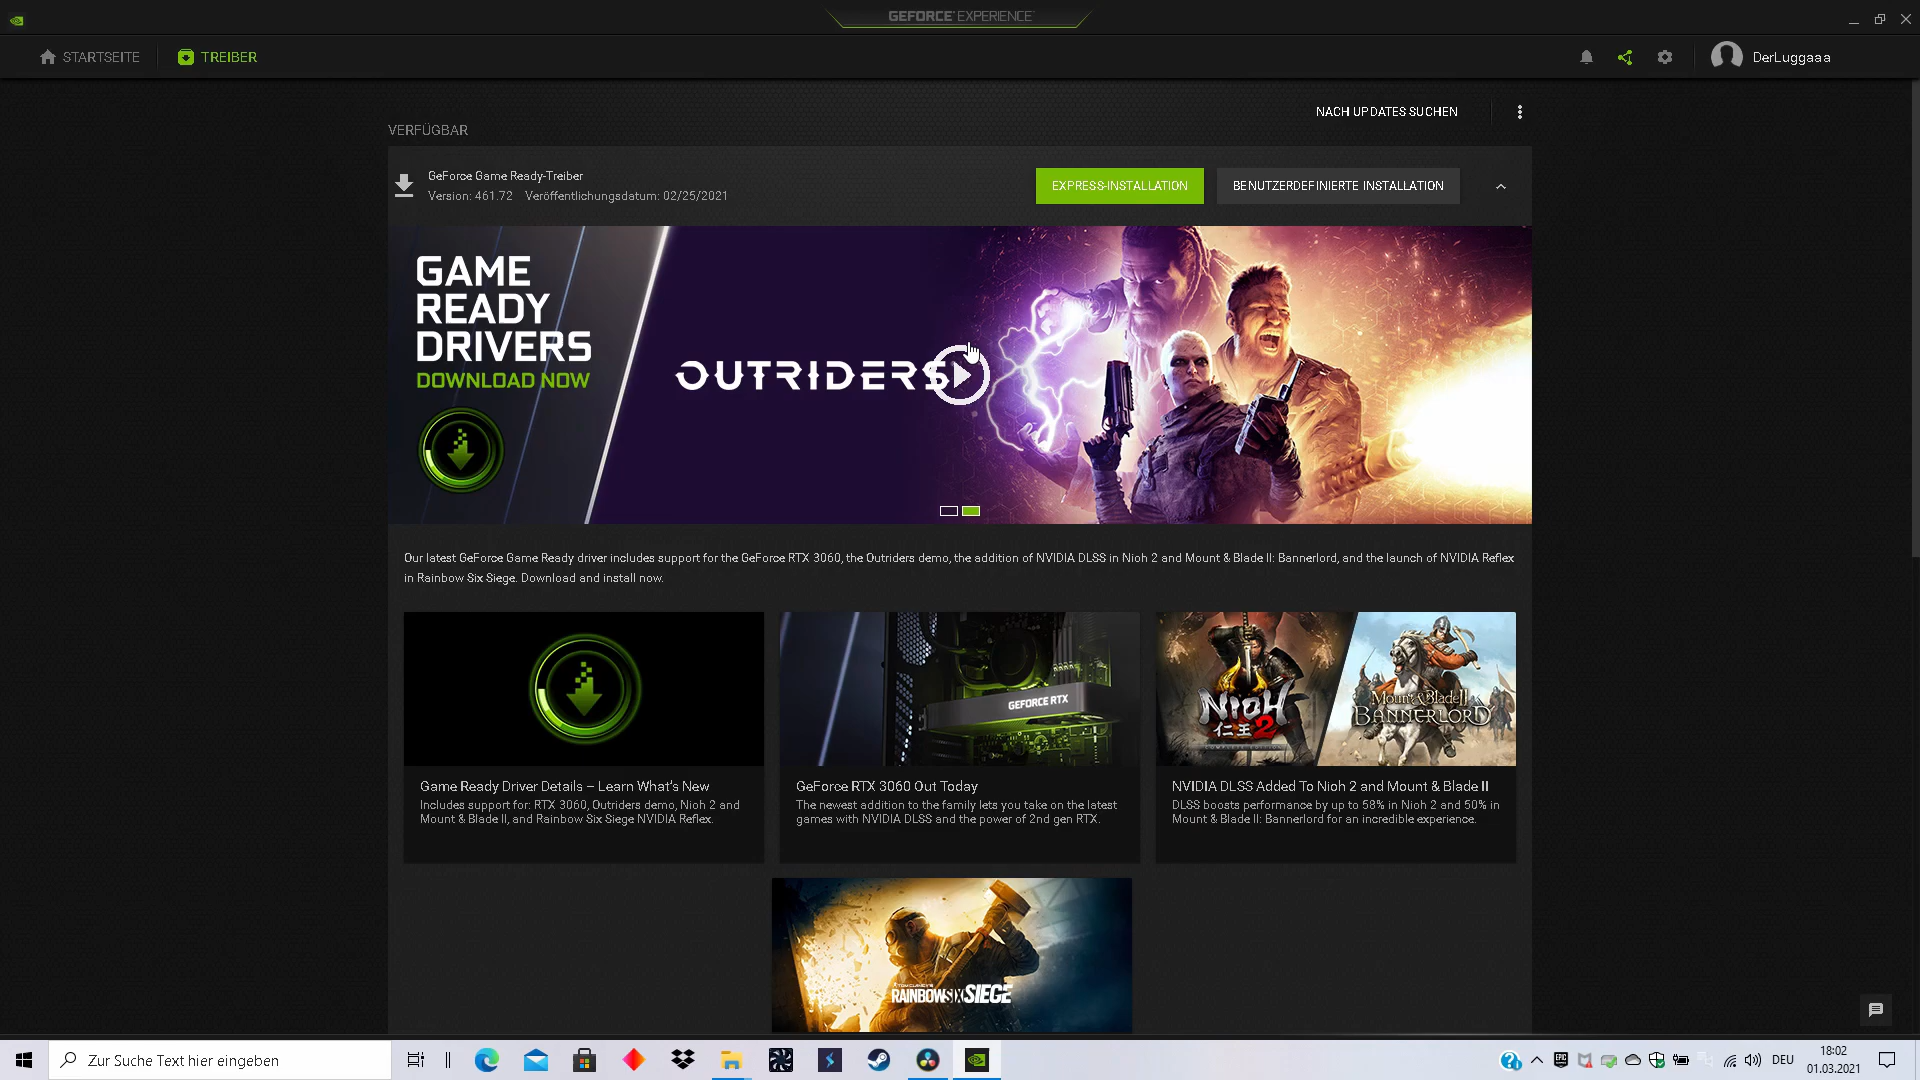 GEFORCE EXPERIENCE
STARTSEITE
TREIBER
DerLuggaaa
NACH UPDATES SUCHEN
VERFÜGBAR
GeForce Game Ready-Treiber
Version: 461.72 Veröffentlichungsdatum: 02/25/2021
EXPRESS-INSTALLATION
BENUTZERDEFINIERTE INSTALLATION
GAME
READY
DRIVERS
DOWNLOAD NOW
OUTRIDERS
Our latest GeForce Game Ready driver includes support for the GeForce RTX 3060, the Outriders demo, the addition of NVIDIA DLSS in Nioh 2 and Mount & Blade II: Bannerlord, and the launch of NVIDIA Reflex
in Rainbow Six Siege. Download and install now.
GEFORCE RTX
NIOH
仁王2
COMPLETE EDITION
Mount & Blade II
BANNERLORD
Game Ready Driver Details – Learn What's New
Includes support for: RTX 3060, Outriders demo, Nioh 2 and
Mount & Blade II, and Rainbow Six Siege NVIDIA Reflex.
GeForce RTX 3060 Out Today
The newest addition to the family lets you take on the latest
games with NVIDIA DLSS and the power of 2nd gen RTX.
NVIDIA DLSS Added To Nioh 2 and Mount & Blade II
DLSS boosts performance by up to 58% in Nioh 2 and 50% in
Mount & Blade II: Bannerlord for an incredible experience.
TOM CLANCY'S
RAINBOW SIX SIEGE
Zur Suche Text hier eingeben
EPIC
DEU
18:02
01.03.2021